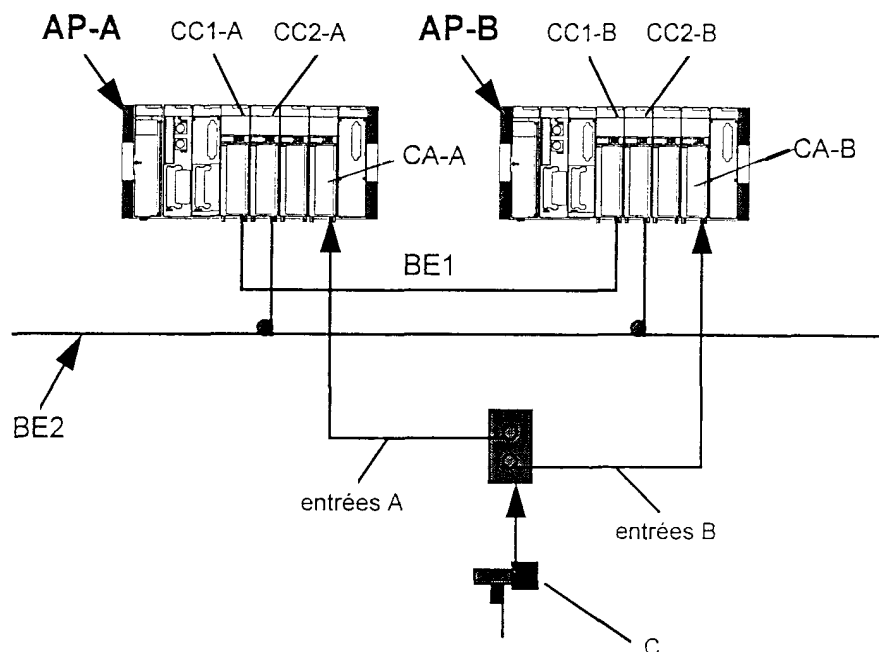 AP-A CC1-A CC2-A AP-B CC1-B CC2-B
CA-A CA-B
BE1
BE2
entrées A
entrées B
C